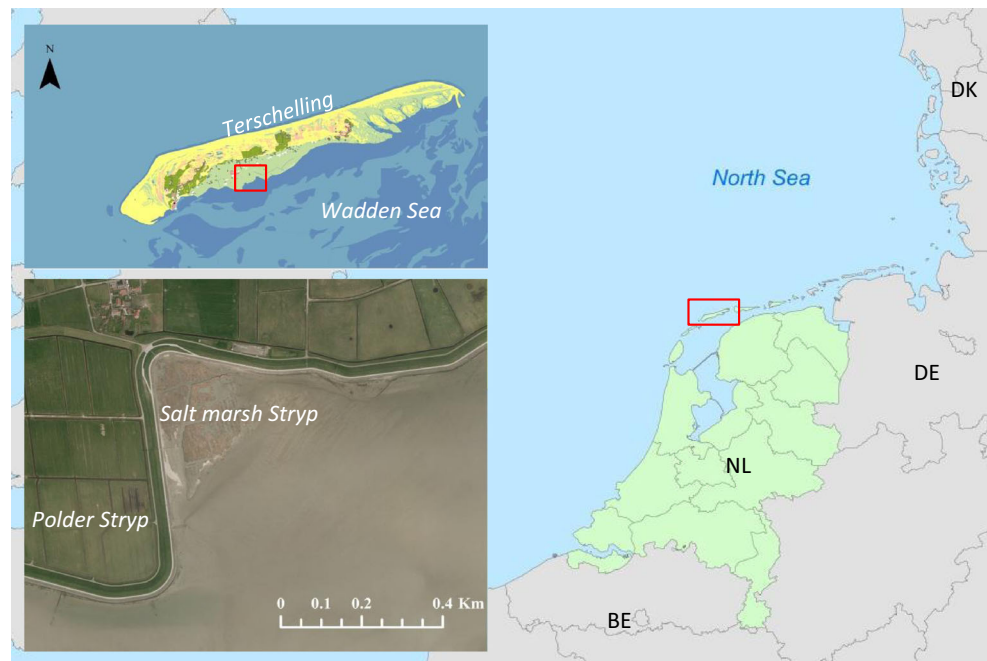 N
Terschelling
Wadden Sea
Salt marsh Stryp
Polder Stryp
0 0.1 0.2 0.4 Km
North Sea
DK
DE
NL
BE